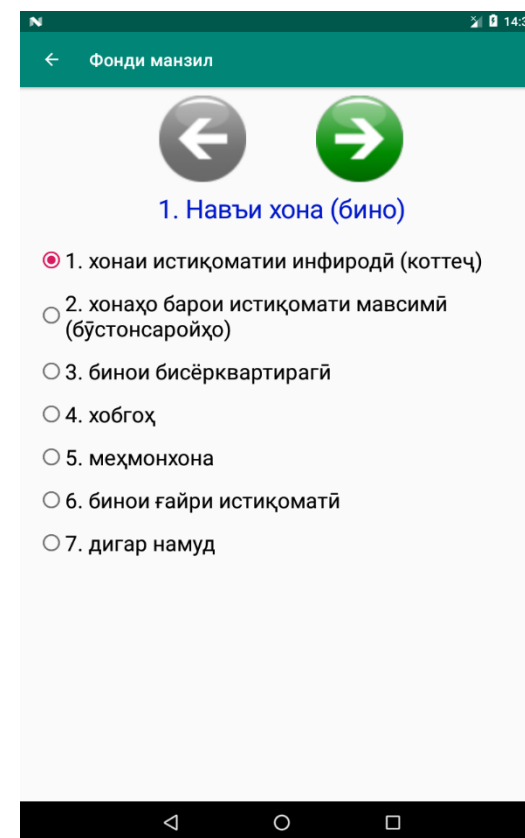 14:3
Фонди манзил
1. Навъи хона (бино)
1. хонаи истиқоматии инфиродӣ (коттеҷ)
2. хонаҳо барои истиқомати мавсимӣ
(бӯстонсаройҳо)
3. бинои бисёрквартирагӣ
4. хобгоҳ
5. меҳмонхона
6. бинои ғайри истиқоматӣ
7. дигар намуд